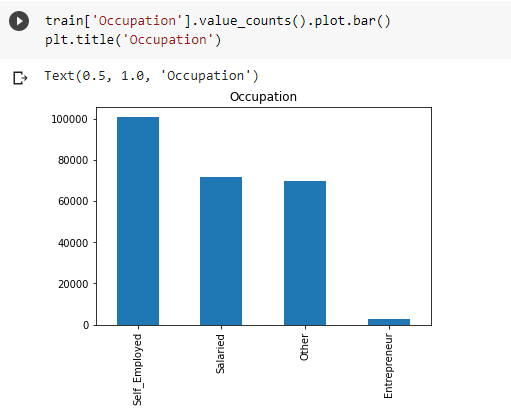 train['Occupation'].value_counts().plot.bar()
plt.title('Occupation')
Text(0.5, 1.0, 'Occupation')
Occupation
100000
80000
60000
40000
20000
0
Self_Employed
Salaried
Other
Entrepreneur